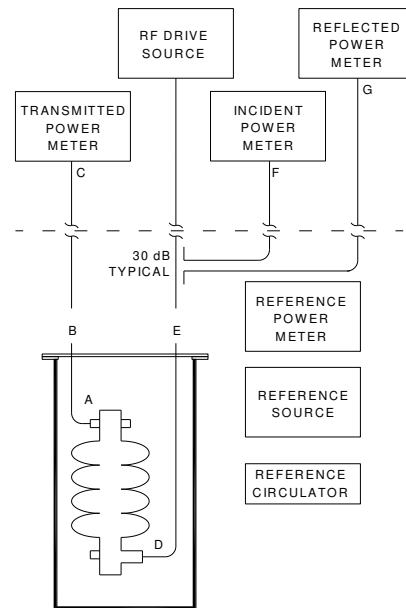 RF DRIVE
SOURCE
REFLECTED
POWER
METER
G
TRANSMITTED
POWER
METER
C
INCIDENT
POWER
METER
F
30 dB
TYPICAL
B
E
REFERENCE
POWER
METER
A
REFERENCE
SOURCE
REFERENCE
CIRCULATOR
D